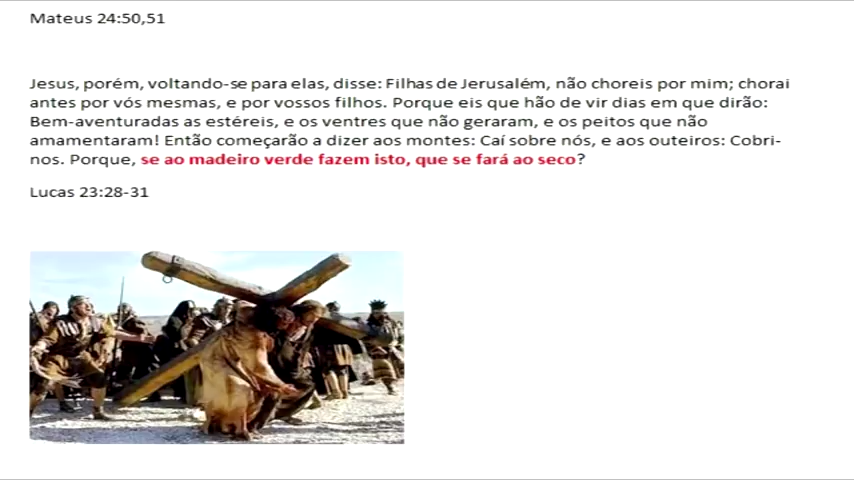 Mateus 24:50,51
Jesus, porém, voltando-se para elas, disse: Filhas de Jerusalém, não choreis por mim; chorai
antes por vós mesmas, e por vossos filhos. Porque eis que hão de vir dias em que dirão:
Bem-aventuradas as estéreis, e os ventres que não geraram, e os peitos que não
amamentaram! Então começarão a dizer aos montes: Caí sobre nós, e aos outeiros: Cobri-
nos. Porque, se ao madeiro verde fazem isto, que se fará ao seco?
Lucas 23:28-31